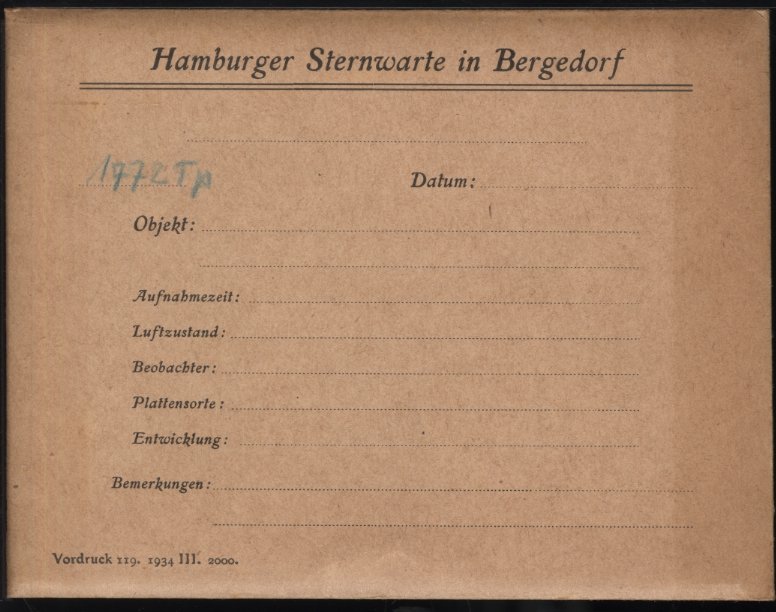 Hamburger Sternwarte in Bergedorf
1772 Tp
Datum:
Objekt:
Aufnahmezeit:
Luftzustand:
Beobachter:
Plattensorte:
Entwicklung:
Bemerkungen:
Vordruck 119. 1934 III. 2000.